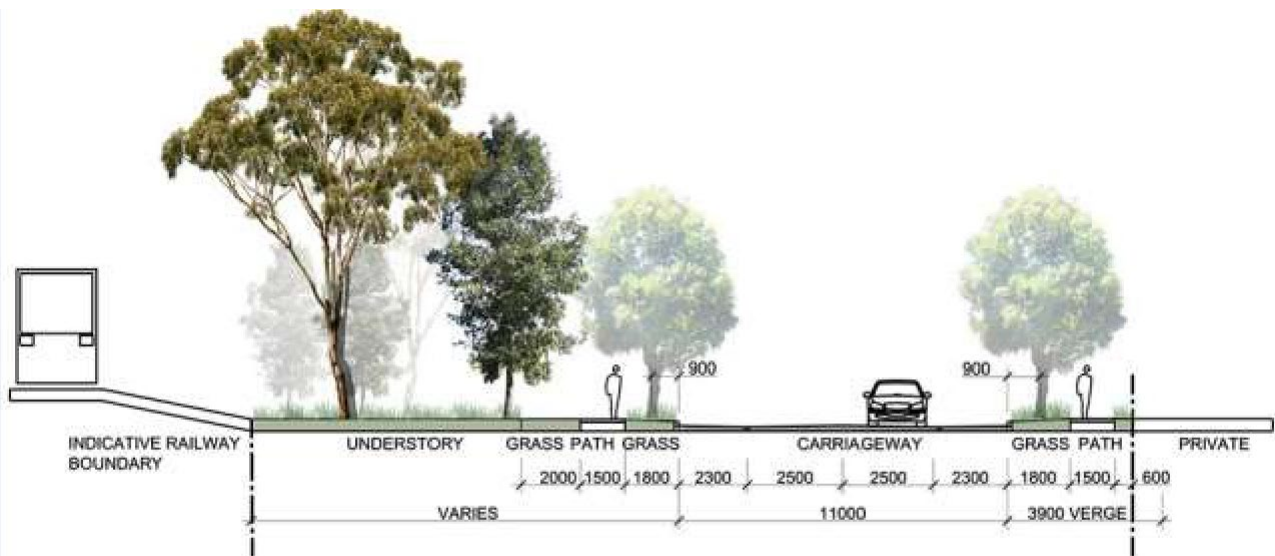 900
900
INDICATIVE RAILWAY BOUNDARY
UNDERSTORY
GRASS PATH GRASS
CARRIAGEWAY
GRASS PATH
PRIVATE
2000 1500 1800 2300 2500 2500 2300 1800 1500 600
VARIES
11000
3900 VERGE